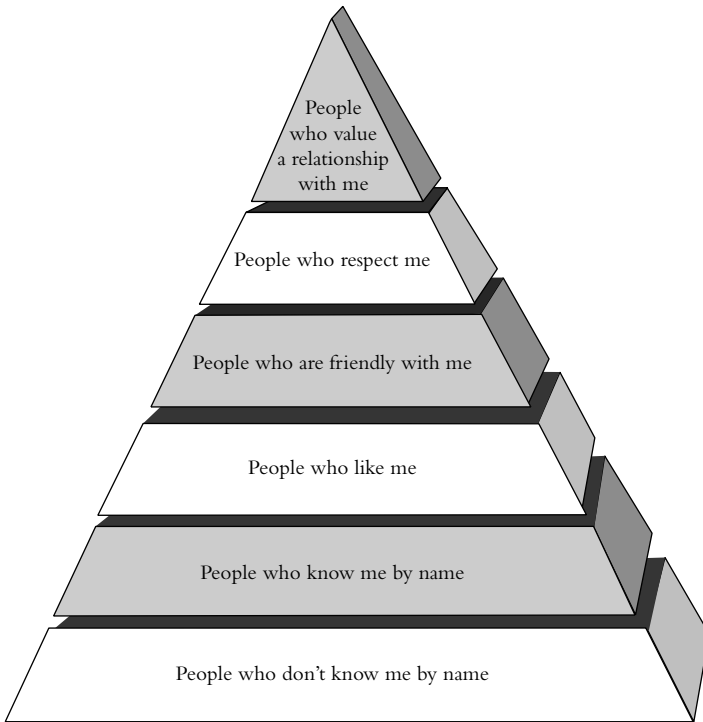 People
who value
a relationship
with me
People who respect me
People who are friendly with me
People who like me
People who know me by name
People who don’t know me by name